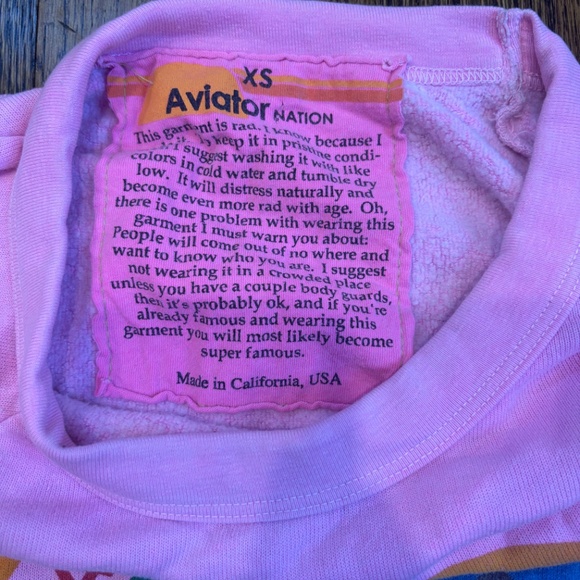 XS
Aviator NATION
This garment is rad. I know because I
it. To keep it in pristine condi-
I suggest washing it with like
colors in cold water and tumble dry
low. It will distress naturally and
become even more rad with age. Oh,
there is one problem with wearing this
garment I must warn you about:
People will come out of no where and
want to know who you are. I suggest
not wearing it in a crowded place
unless you have a couple body guards,
then it's probably ok, and if you're
already famous and wearing this
garment you will most likely become
super famous.
Made in California, USA